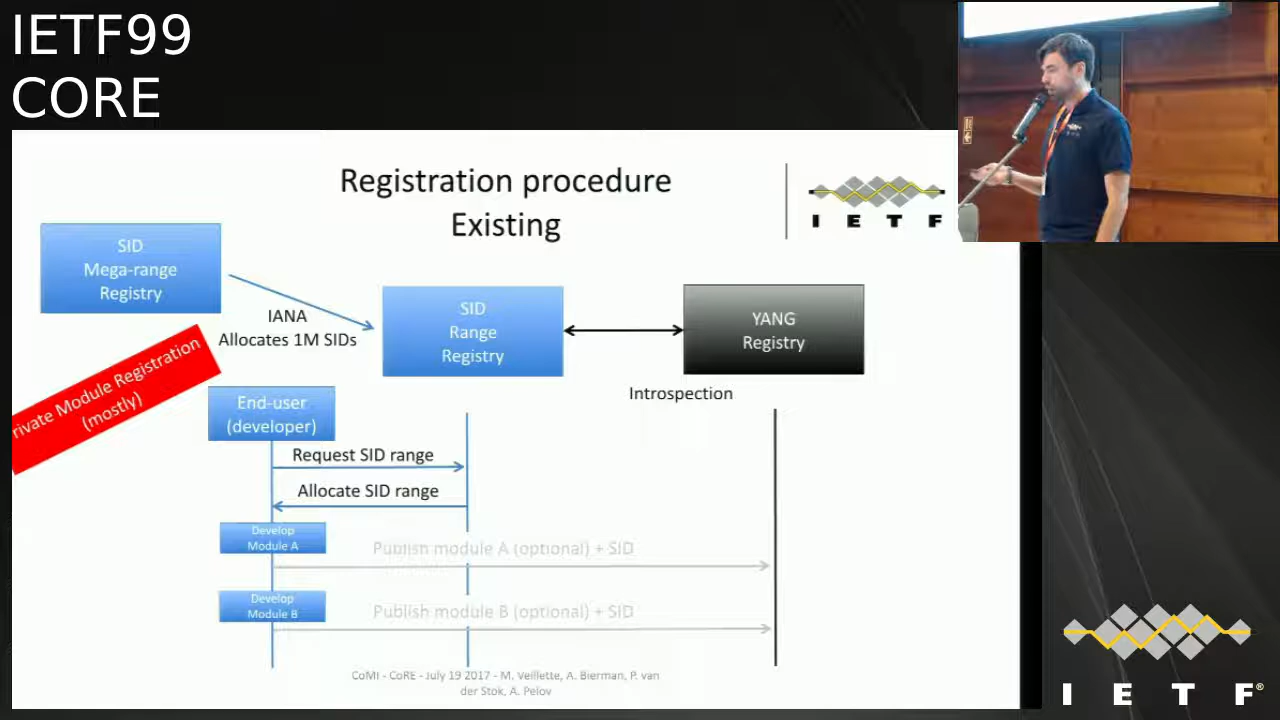 IETF99
CORE
Registration procedure
Existing
I E T F
SID
Mega-range
Registry
IANA
Allocates 1M SIDs
SID
Range
Registry
YANG
Registry
Introspection
rivate Module Registration
(mostly)
End-user
(developer)
Request SID range
Allocate SID range
Develop
Module A
Publish module A (optional) + SID
Develop
Module B
Publish module B (optional) + SID
CoMI - CoRE - July 19 2017 - M. Veillette, A. Bierman, P. van
der Stok, A. Pelov
I E T F®